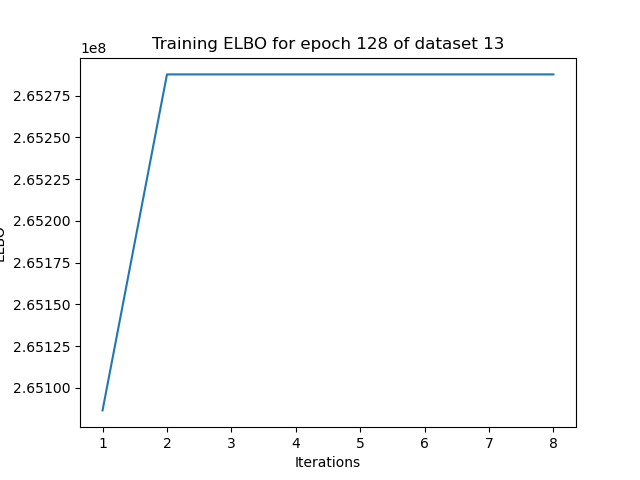 1e8
Training ELBO for epoch 128 of dataset 13
2.65275
2.65250
2.65225
2.65200
2.65175
2.65150
2.65125
2.65100
ELBO
1 2 3 4 5 6 7 8
Iterations